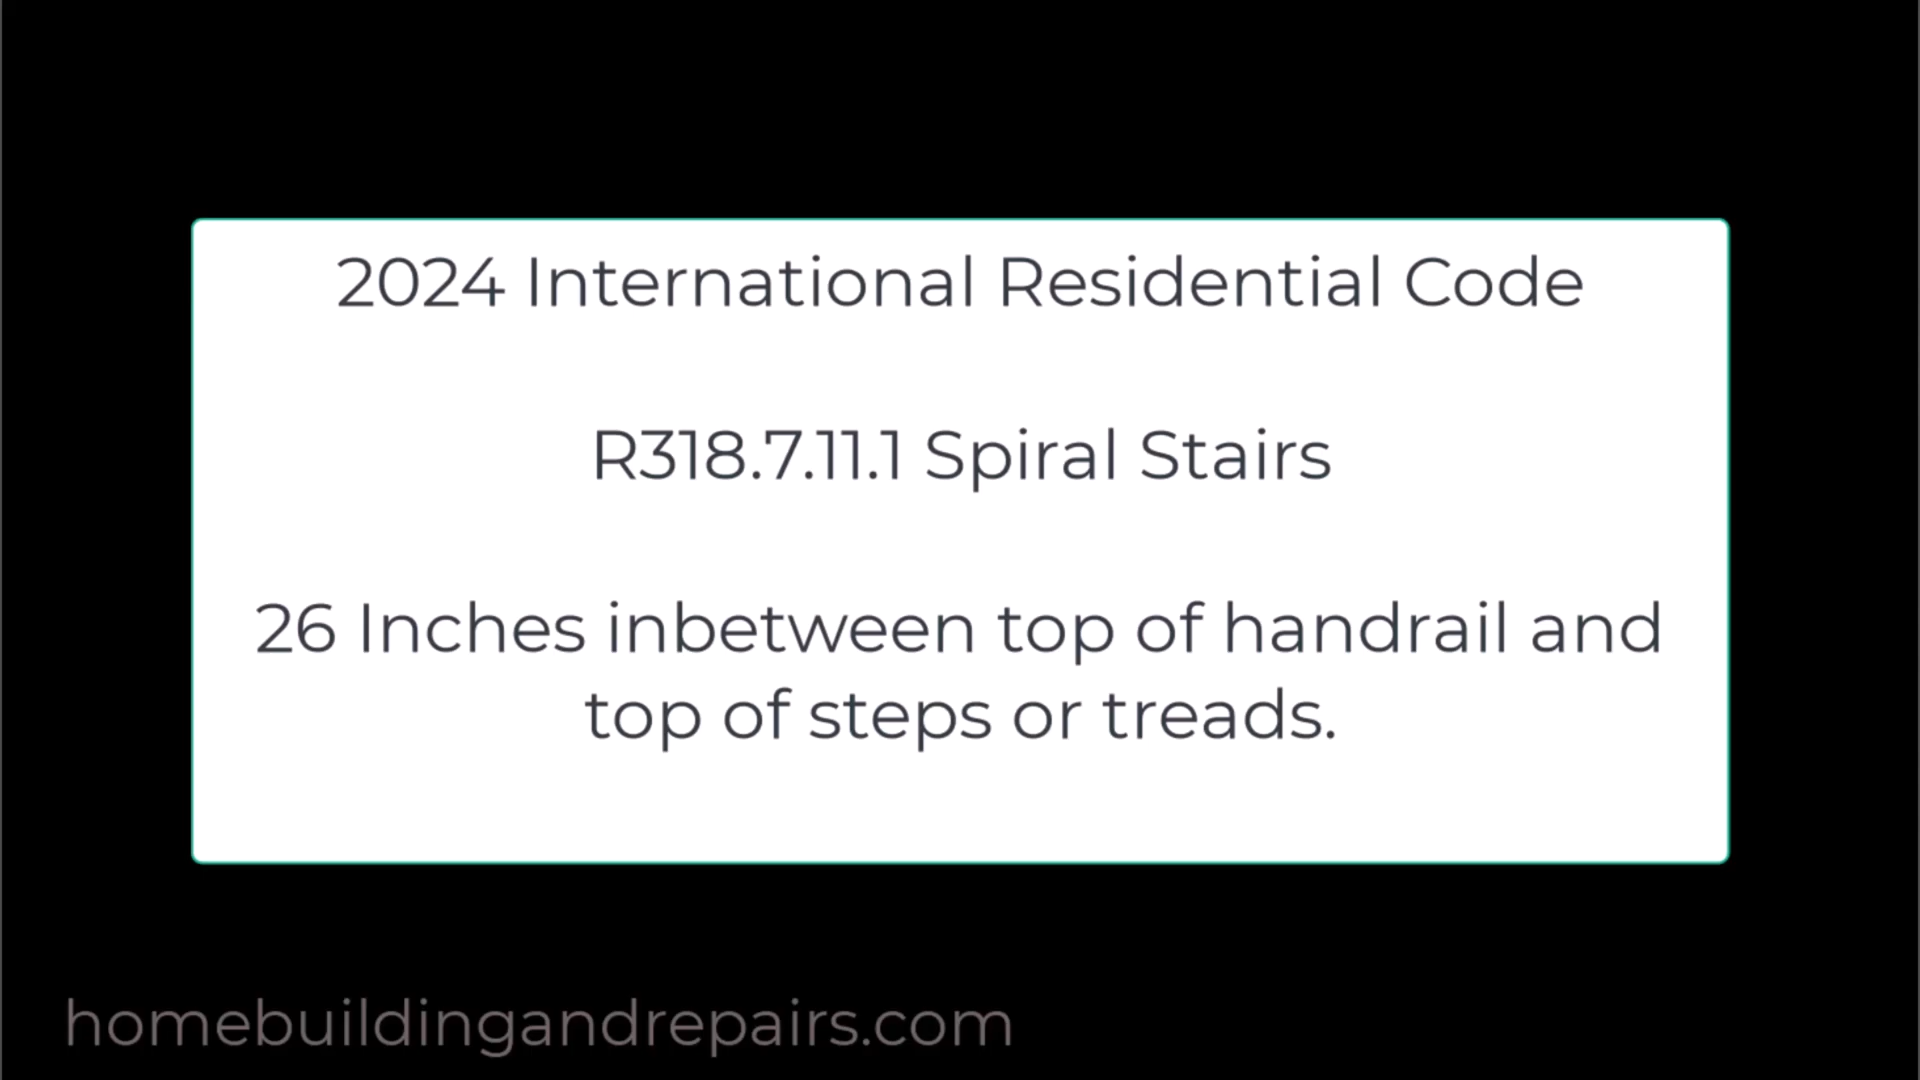 2024 International Residential Code
R318.7.11.1 Spiral Stairs
26 Inches inbetween top of handrail and
top of steps or treads.
homebuildingandrepairs.com